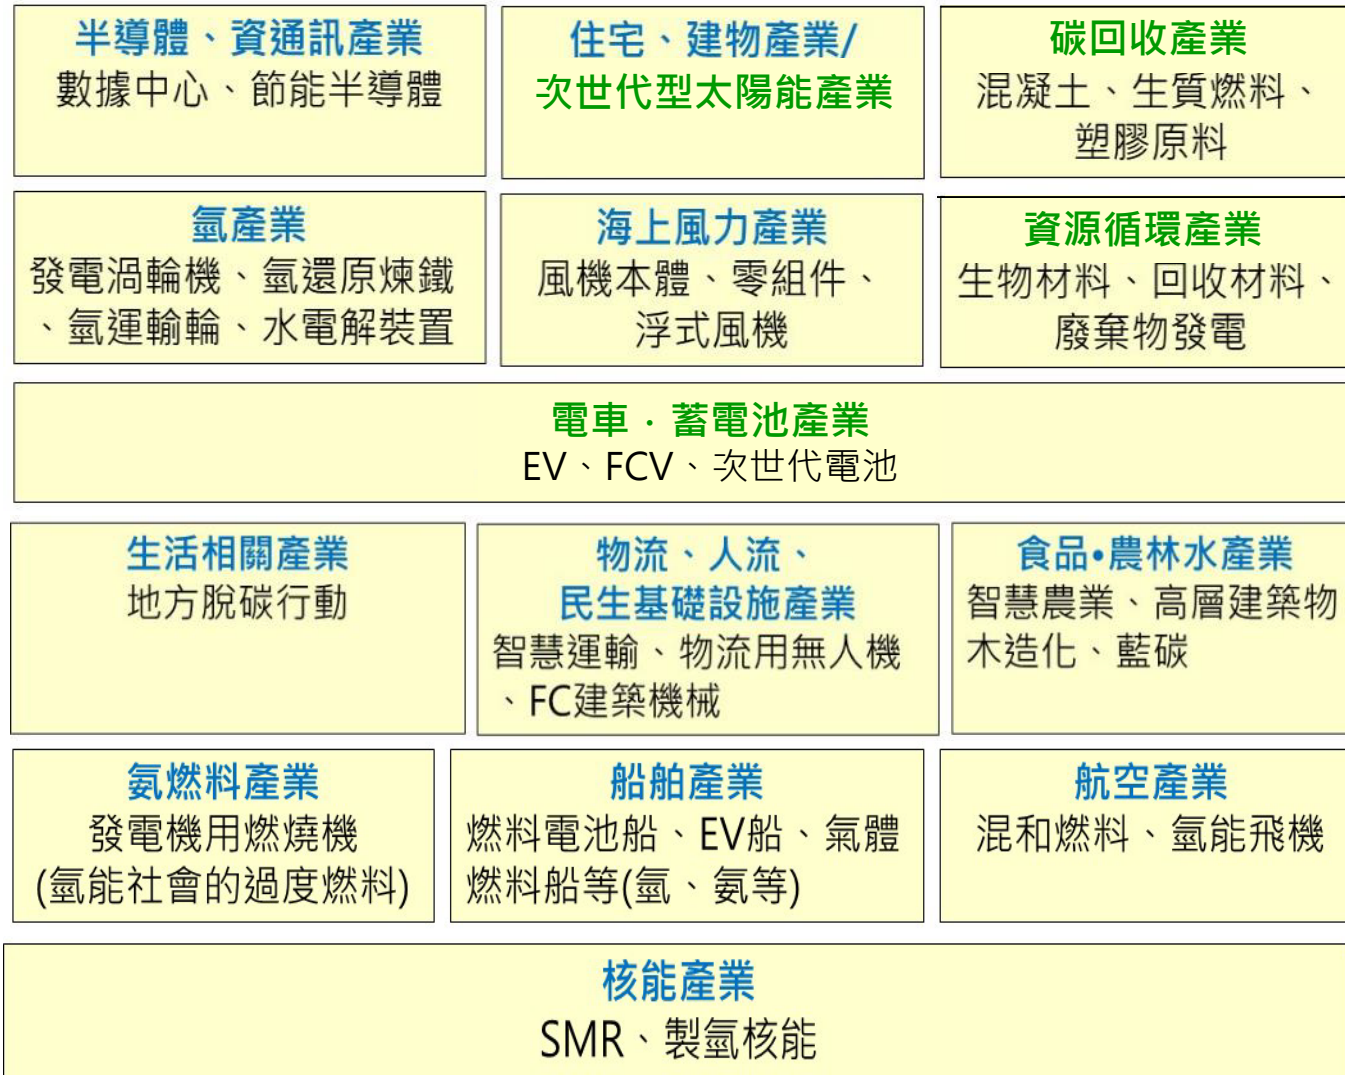 半導體、資通訊產業
數據中心、節能半導體
住宅、建物產業/
次世代型太陽能產業
碳回收產業
混凝土、生質燃料、
塑膠原料
氫產業
發電渦輪機、氫還原煉鐵
、氫運輸輪、水電解裝置
海上風力產業
風機本體、零組件、
浮式風機
資源循環產業
生物材料、回收材料、
廢棄物發電
電車．蓄電池產業
EV、FCV、次世代電池
生活相關產業
地方脫碳行動
物流、人流、
民生基礎設施產業
智慧運輸、物流用無人機
、FC建築機械
食品•農林水產業
智慧農業、高層建築物
木造化、藍碳
氨燃料產業
發電機用燃燒機
(氫能社會的過度燃料)
船舶產業
燃料電池船、EV船、氣體
燃料船等(氫、氨等)
航空產業
混和燃料、氫能飛機
核能產業
SMR、製氫核能